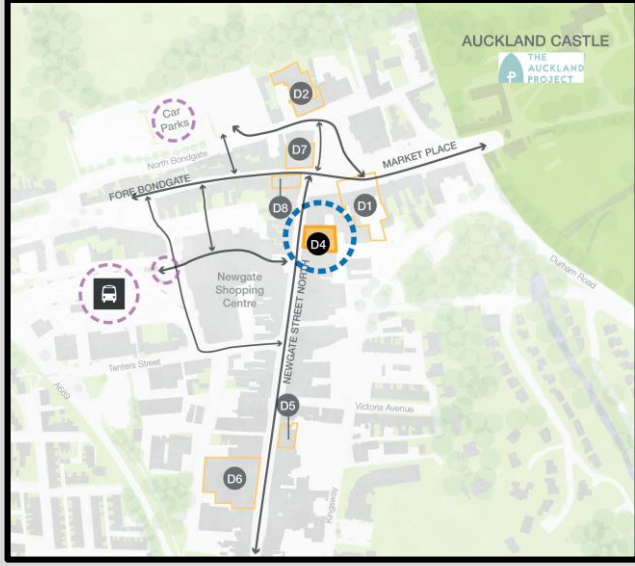 AUCKLAND CASTLE
THE
AUCKLAND
PROJECT
D2
Car
Parks
North Bondgate
D7
MARKET PLACE
FORE BONDGATE
D8
D1
D4
Durham Road
Newgate
Shopping
Centre
NEWGATE STREET NORTH
Tenters Street
A689
D5
Victoria Avenue
D6
Kingsway